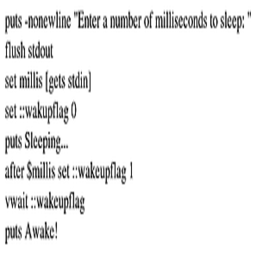 puts -nonewline "Enter a number of milliseconds to sleep: "
flush stdout
set millis [gets stdin]
set ::wakupflag 0
puts Sleeping...
after $millis set ::wakeupflag 1
vwait ::wakeupflag
puts Awake!